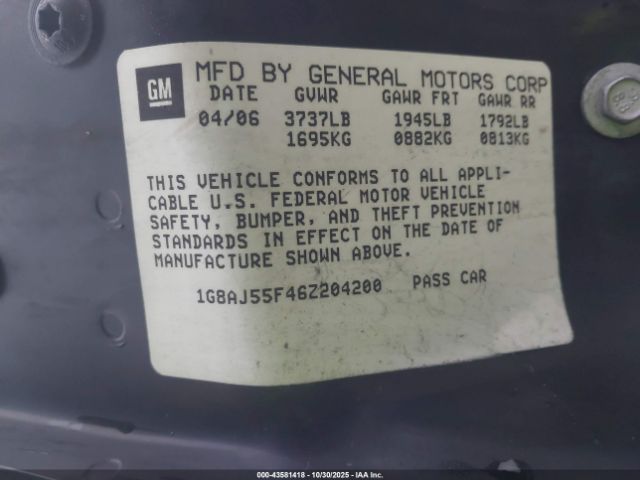 GM
MFD BY GENERAL MOTORS CORP
DATE GVWR GAWR FRT GAWR RR
04/06 3737LB 1945LB 1792LB
1695KG 0882KG 0813KG
THIS VEHICLE CONFORMS TO ALL APPLI-
CABLE U.S. FEDERAL MOTOR VEHICLE
SAFETY, BUMPER, AND THEFT PREVENTION
STANDARDS IN EFFECT ON THE DATE OF
MANUFACTURE SHOWN ABOVE.
1G8AJ55F46Z204200 PASS CAR
000-43581418 | 10/30/2025 | IAA Inc.